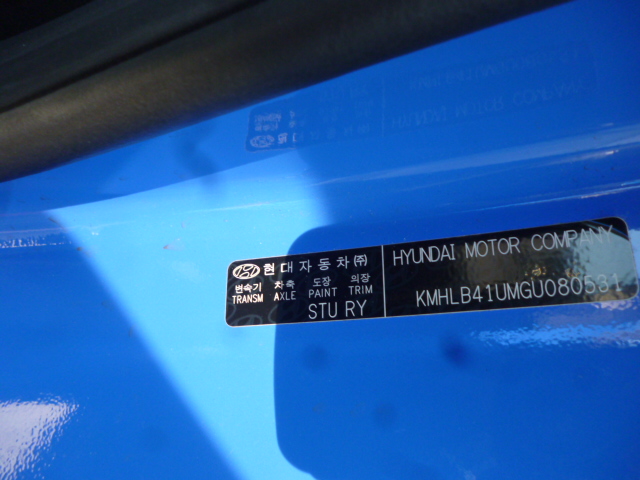 현대자동차㈜
변속기 차축 도장 의장
TRANSM AXLE PAINT TRIM
STU RY
HYUNDAI MOTOR COMPANY
KMHLB41UMGU080531